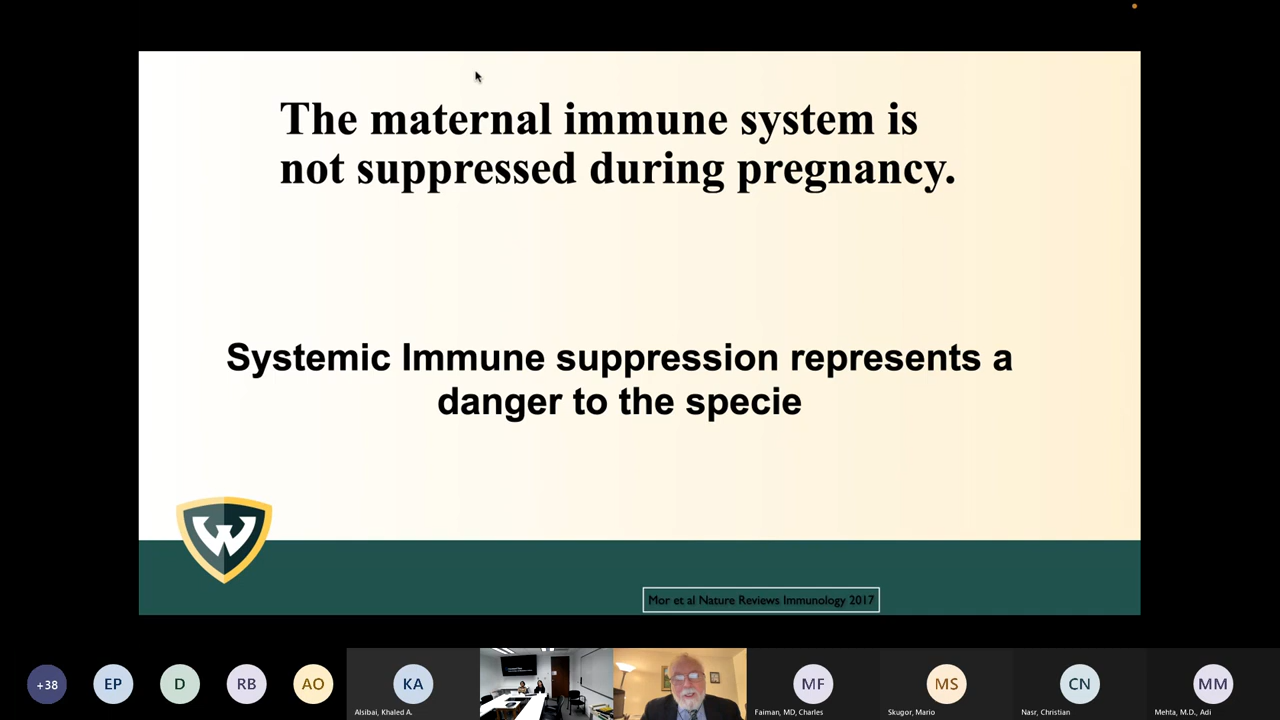 The maternal immune system is
not suppressed during pregnancy.
Systemic Immune suppression represents a
danger to the specie
W
Mor et al Nature Reviews Immunology 2017
+38
EP
D
RB
AO
KA
Alsibai, Khaled A.
MF
Faiman, MD, Charles
MS
Skugor, Mario
CN
Nasr, Christian
MM
Mehta, M.D., Adi